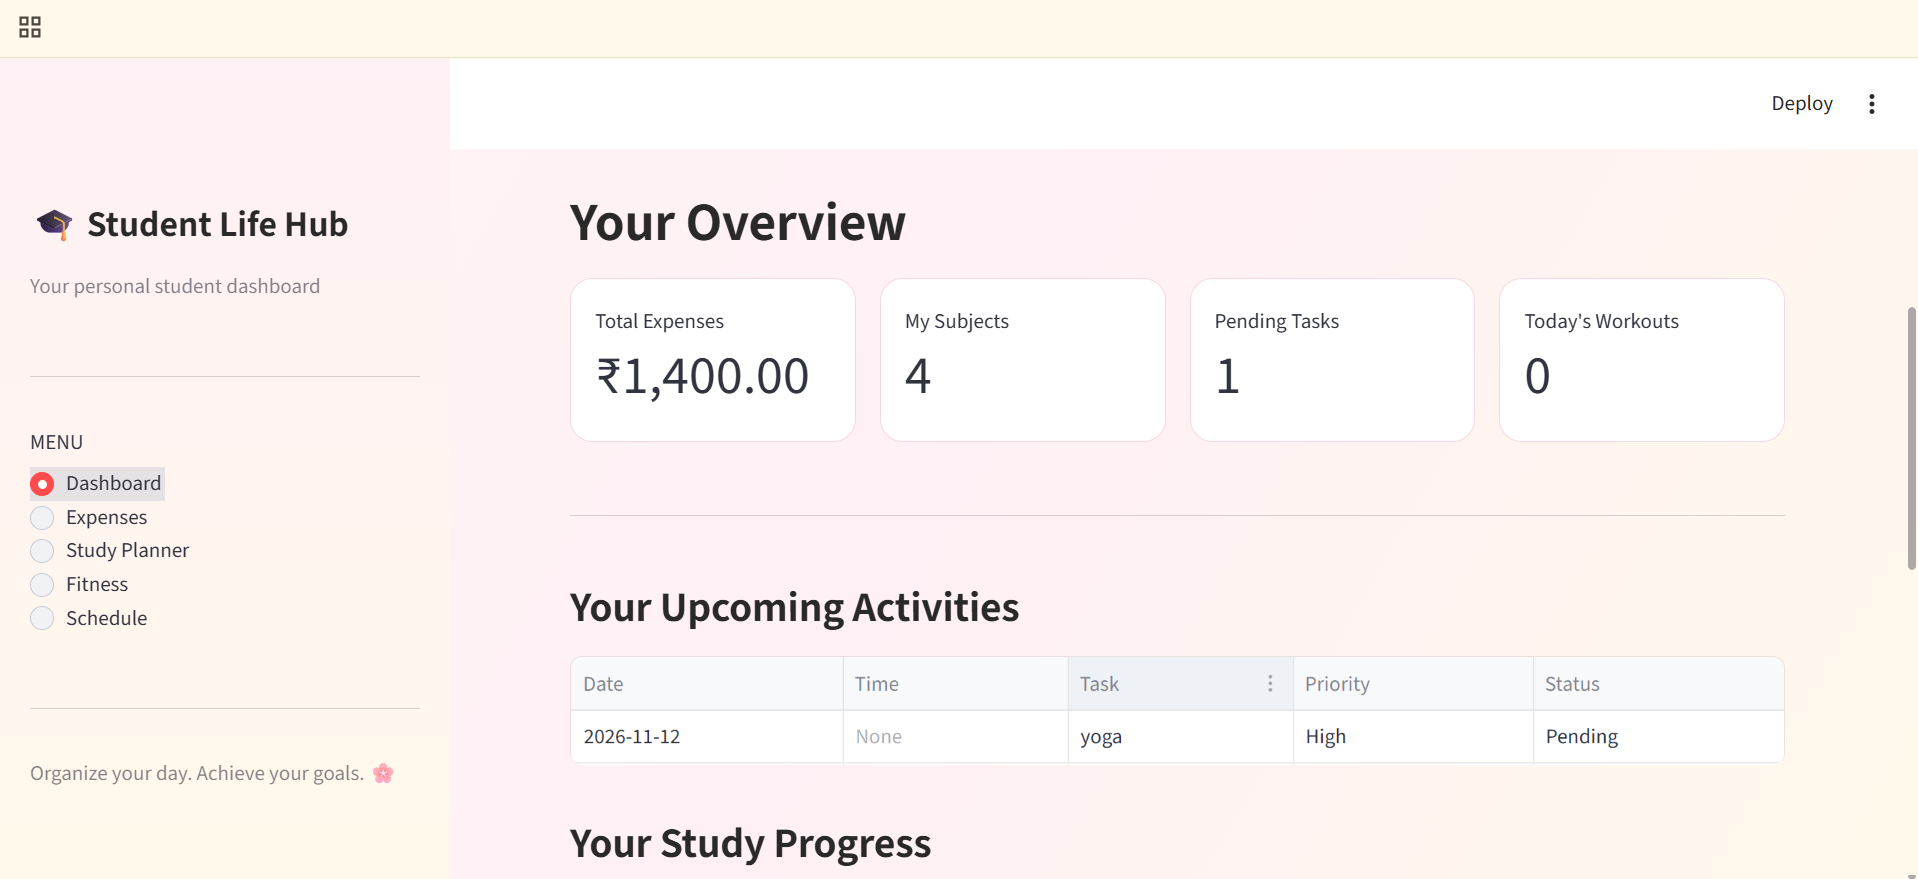 Deploy
🎓 Student Life Hub
Your personal student dashboard
MENU
Dashboard
Expenses
Study Planner
Fitness
Schedule
Organize your day. Achieve your goals. 🌸
Your Overview
Total Expenses
₹1,400.00
My Subjects
4
Pending Tasks
1
Today's Workouts
0
Your Upcoming Activities
Date Time Task Priority Status
2026-11-12 None yoga High Pending
Your Study Progress